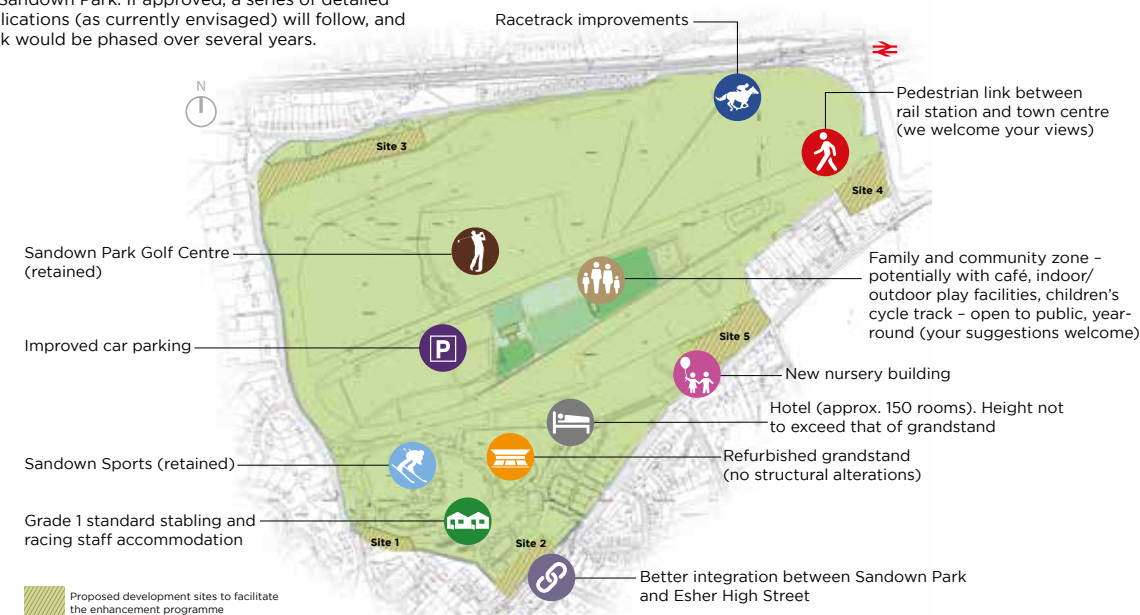 Sandown Park. If approved, a series of detailed
lications (as currently envisaged) will follow, and
k would be phased over several years.
Racetrack improvements
N
Pedestrian link between
rail station and town centre
(we welcome your views)
Site 3
Site 4
Sandown Park Golf Centre
(retained)
Family and community zone –
potentially with café, indoor/
outdoor play facilities, children's
cycle track – open to public, year-
round (your suggestions welcome)
Improved car parking
P
Site 5
New nursery building
Hotel (approx. 150 rooms). Height not
to exceed that of grandstand
Sandown Sports (retained)
Refurbished grandstand
(no structural alterations)
Grade 1 standard stabling and
racing staff accommodation
Site 1
Site 2
Better integration between Sandown Park
and Esher High Street
Proposed development sites to facilitate
the enhancement programme